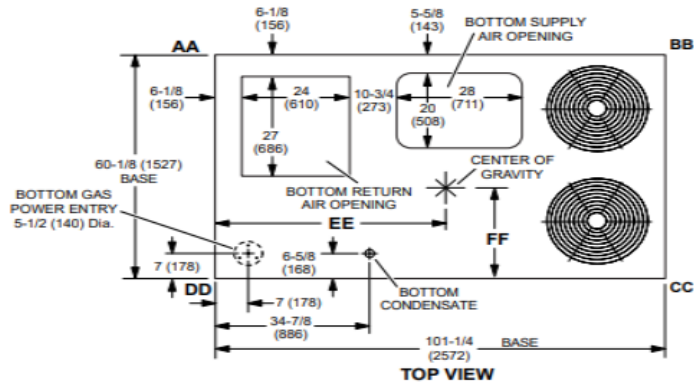 6-1/8
(156)
5-5/8
(143)
BOTTOM SUPPLY
AIR OPENING
AA
BB
6-1/8
(156)
24
(610)
10-3/4
(273)
28
(711)
20
(508)
27
(686)
60-1/8 (1527)
BASE
CENTER OF
GRAVITY
BOTTOM RETURN
AIR OPENING
BOTTOM GAS
POWER ENTRY
5-1/2 (140) Dia.
EE
FF
7 (178)
6-5/8
(168)
DD
CC
7 (178)
BOTTOM
CONDENSATE
34-7/8
(886)
101-1/4
(2572)
BASE
TOP VIEW